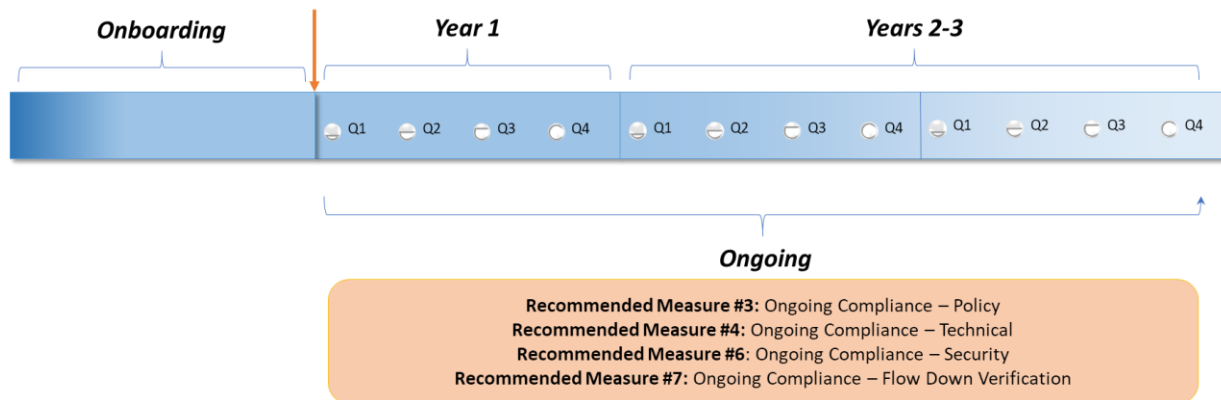 Onboarding
Year 1
Years 2-3
Q1 Q2 Q3 Q4 Q1 Q2 Q3 Q4 Q1 Q2 Q3 Q4
Ongoing
Recommended Measure #3: Ongoing Compliance – Policy
Recommended Measure #4: Ongoing Compliance – Technical
Recommended Measure #6: Ongoing Compliance – Security
Recommended Measure #7: Ongoing Compliance – Flow Down Verification